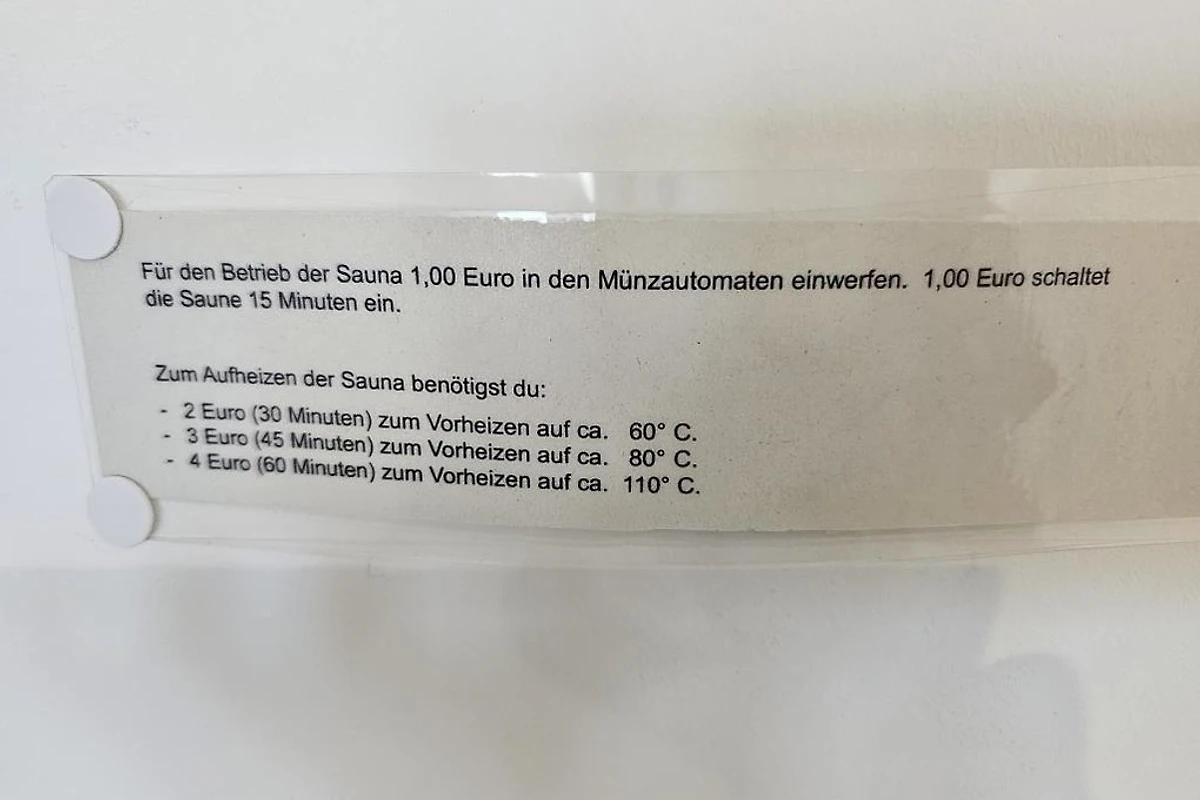 Für den Betrieb der Sauna 1,00 Euro in den Münzautomaten einwerfen. 1,00 Euro schaltet
die Saune 15 Minuten ein.
Zum Aufheizen der Sauna benötigst du:
- 2 Euro (30 Minuten) zum Vorheizen auf ca. 60° C.
- 3 Euro (45 Minuten) zum Vorheizen auf ca. 80° C.
- 4 Euro (60 Minuten) zum Vorheizen auf ca. 110° C.